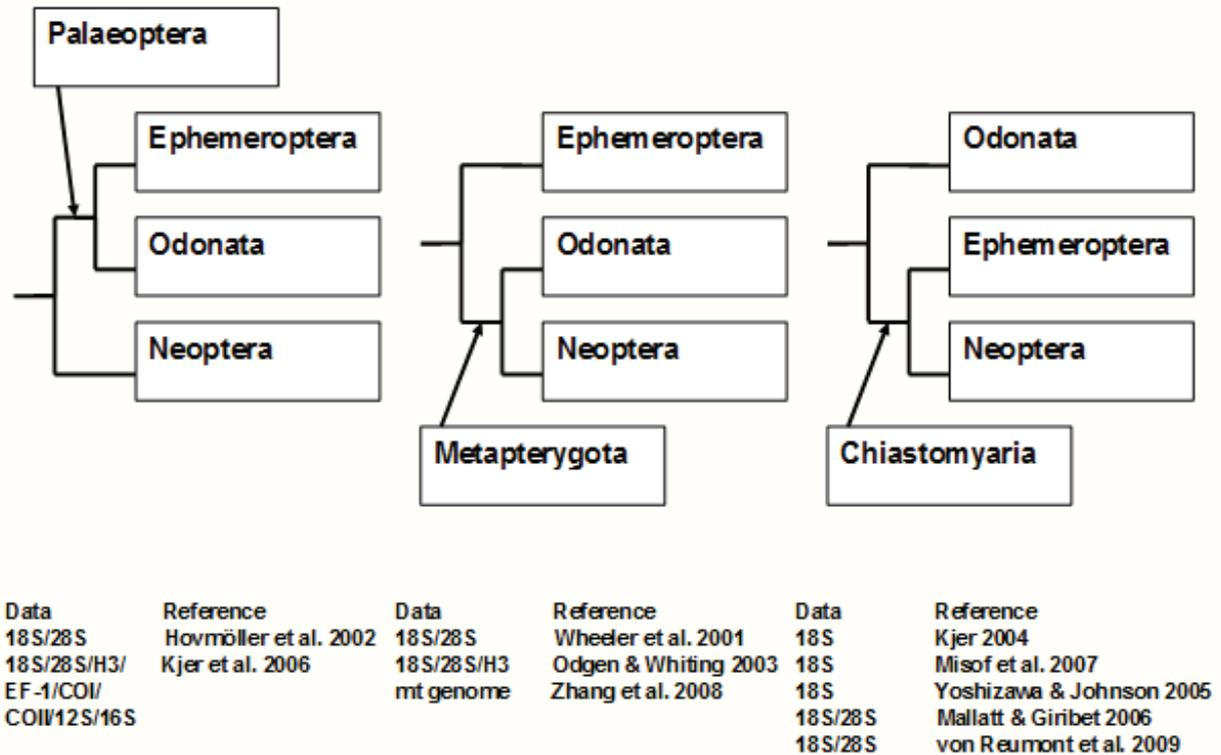 Palaeoptera
Ephemeroptera
Odonata
Neoptera
Ephemeroptera
Odonata
Neoptera
Metapterygota
Odonata
Ephemeroptera
Neoptera
Chiastomyaria
Data Reference
18S/28S Hovmöller et al. 2002
18S/28S/H3/ Kjer et al. 2006
EF-1/COI/
COII/12S/16S
Data Reference
18S/28S Wheeler et al. 2001
18S/28S/H3 Odgen & Whiting 2003
mt genome Zhang et al. 2008
Data Reference
18S Kjer 2004
18S Misof et al. 2007
18S Yoshizawa & Johnson 2005
18S/28S Mallatt & Giribet 2006
18S/28S von Reumont et al. 2009